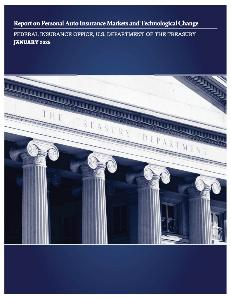 Report on Personal Auto Insurance Markets and Technological Change
FEDERAL INSURANCE OFFICE, U.S. DEPARTMENT OF THE TREASURY
JANUARY 2025
THE TREASURY DEPARTMENT